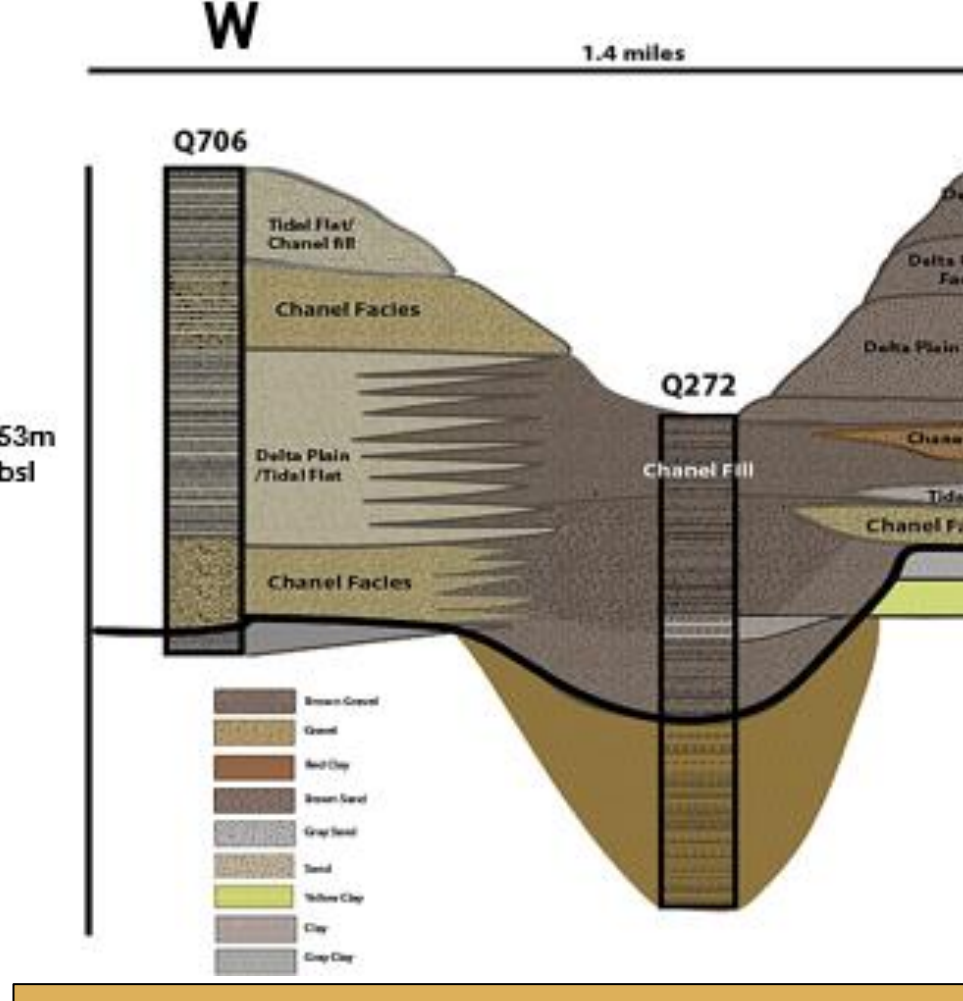 W
1.4 miles
Q706
Tidal Flat/
Chanel fill
Chanel Facies
Q272
Delta
Delta Plain
53m
bsl
Delta Plain
/Tidal Flat
Chanel Fill
Chanel
Chanel Facies
Brown Gravel
Gravel
Red Clay
Brown Sand
Gray Sand
Sand
Yellow Clay
Clay
Gray Clay